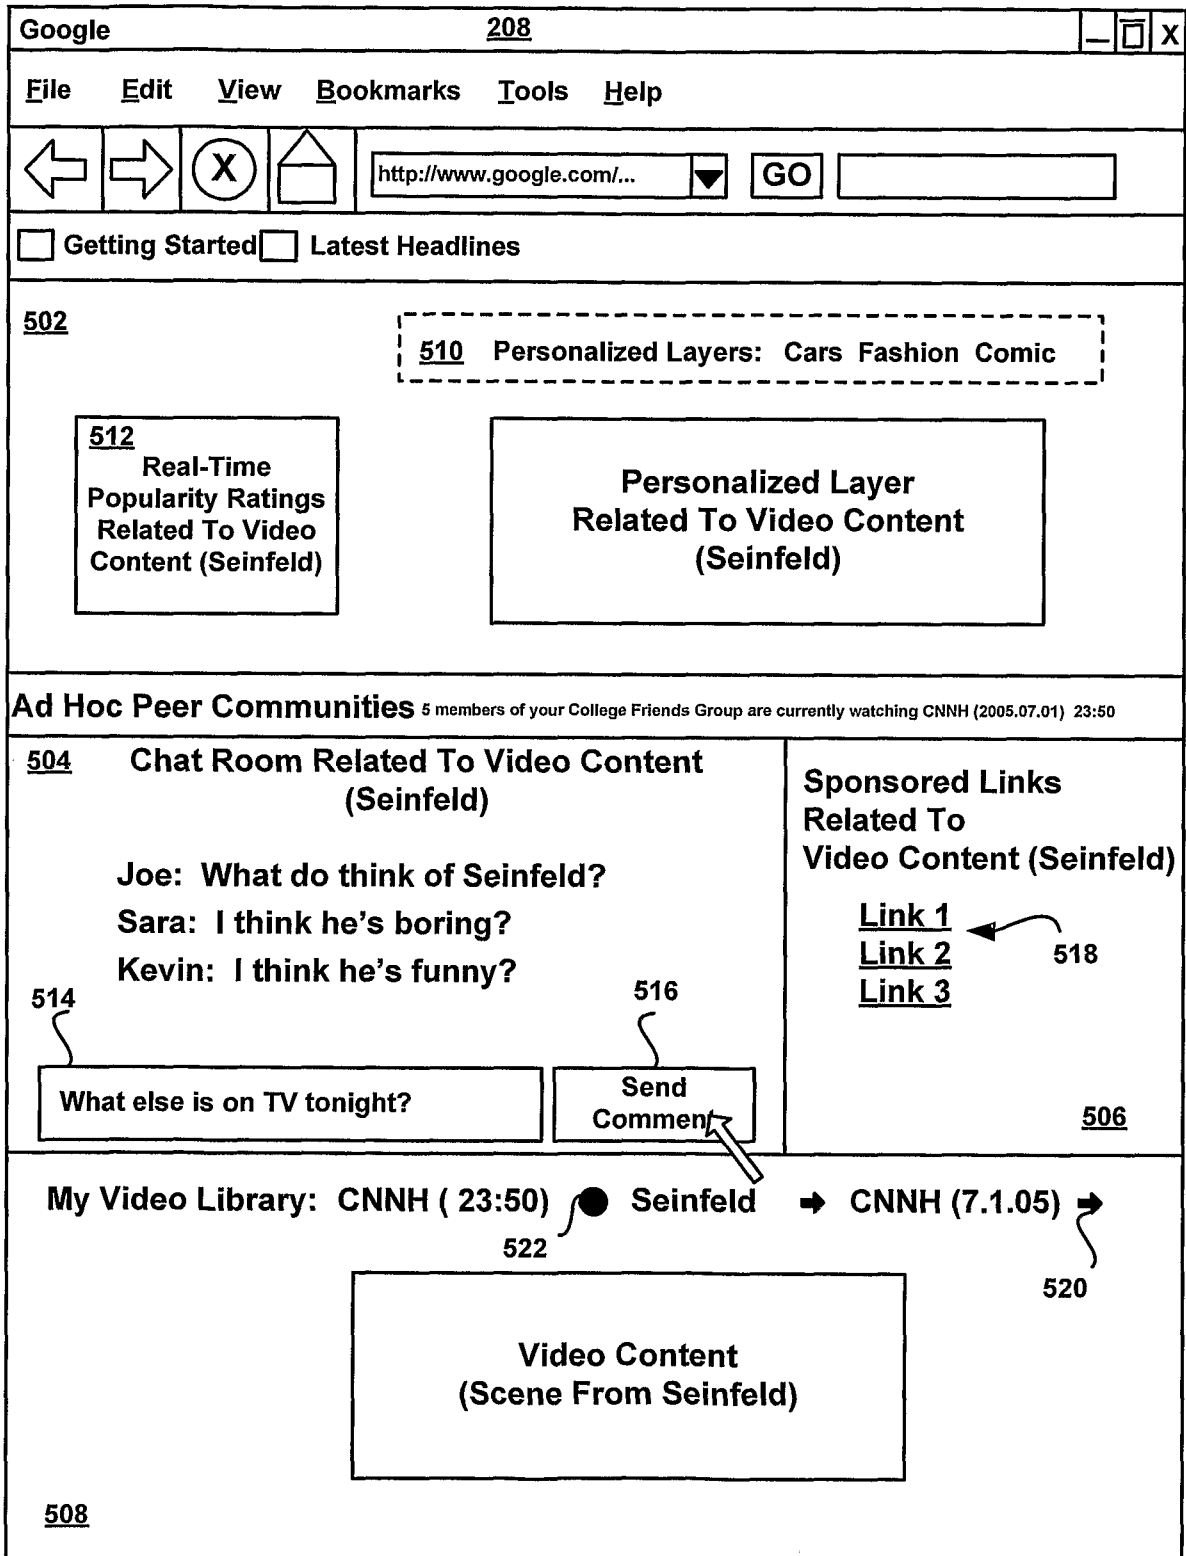 Google 208 X
File Edit View Bookmarks Tools Help
X http://www.google.com/... GO
Getting Started Latest Headlines
502
510 Personalized Layers: Cars Fashion Comic
512
Real-Time
Popularity Ratings
Related To Video
Content (Seinfeld)
Personalized Layer
Related To Video Content
(Seinfeld)
Ad Hoc Peer Communities 5 members of your College Friends Group are currently watching CNNH (2005.07.01) 23:50
504 Chat Room Related To Video Content
(Seinfeld)
Joe: What do think of Seinfeld?
Sara: I think he's boring?
Kevin: I think he's funny?
514
516
What else is on TV tonight?
Send
Comment
Sponsored Links
Related To
Video Content (Seinfeld)
Link 1
Link 2
Link 3
518
506
My Video Library: CNNH ( 23:50) Seinfeld CNNH (7.1.05)
522
520
Video Content
(Scene From Seinfeld)
508